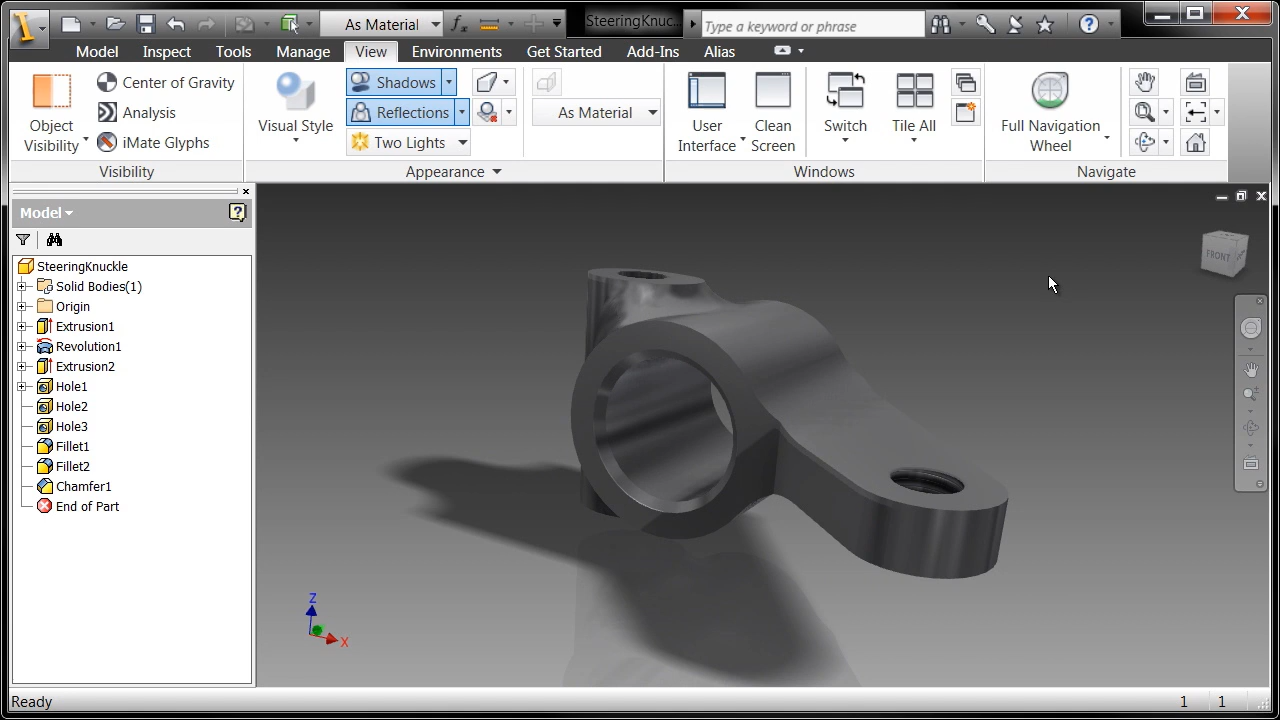 As Material
SteeringKnuc...
Type a keyword or phrase
Model Inspect Tools Manage View Environments Get Started Add-Ins Alias
Object
Visibility
Center of Gravity
Analysis
iMate Glyphs
Visibility
Visual Style
Shadows
Reflections
Two Lights
As Material
Appearance
User
Interface
Clean
Screen
Switch
Tile All
Windows
Full Navigation
Wheel
Navigate
Model
SteeringKnuckle
Solid Bodies(1)
Origin
Extrusion1
Revolution1
Extrusion2
Hole1
Hole2
Hole3
Fillet1
Fillet2
Chamfer1
End of Part
FRONT
Z
X
Ready
1 1